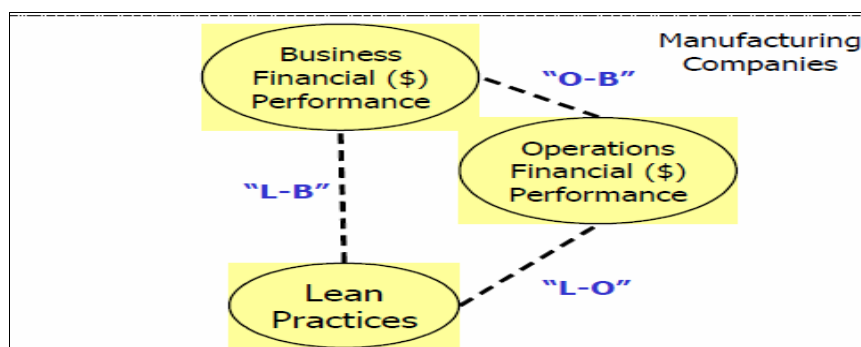 Business
Financial ($)
Performance
Manufacturing
Companies
“O-B”
Operations
Financial ($)
Performance
“L-B”
Lean
Practices
“L-O”